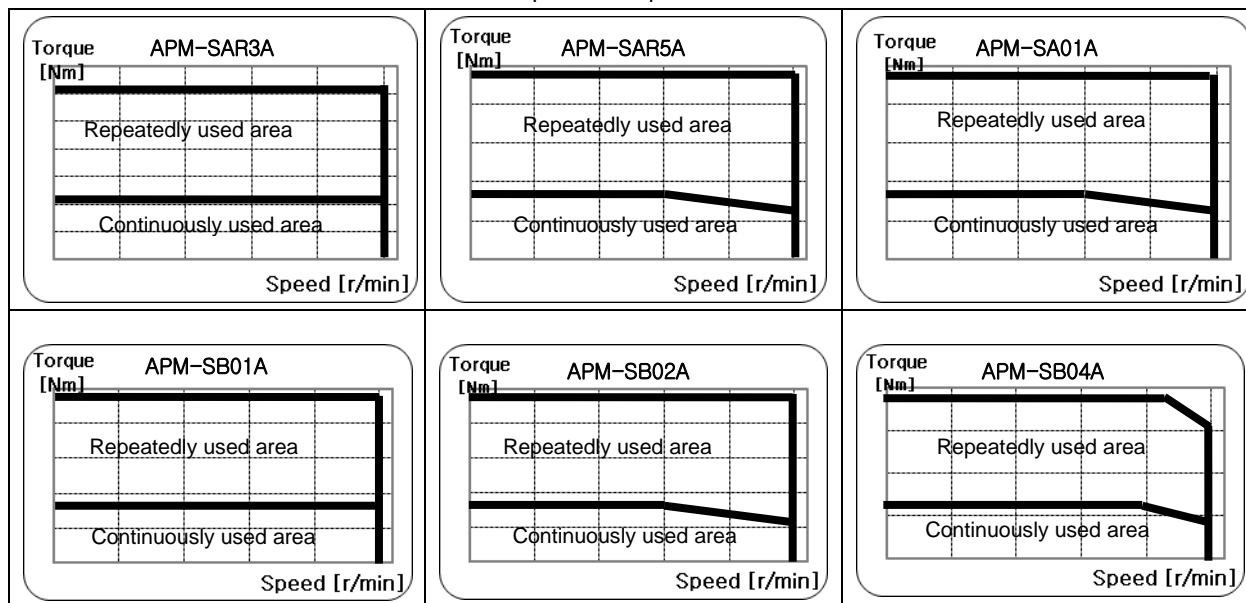 Torque
[Nm]
APM-SAR3A
Repeatedly used area
Continuously used area
Speed [r/min]
Torque
[Nm]
APM-SAR5A
Repeatedly used area
Continuously used area
Speed [r/min]
Torque
[Nm]
APM-SA01A
Repeatedly used area
Continuously used area
Speed [r/min]
Torque
[Nm]
APM-SB01A
Repeatedly used area
Continuously used area
Speed [r/min]
Torque
[Nm]
APM-SB02A
Repeatedly used area
Continuously used area
Speed [r/min]
Torque
[Nm]
APM-SB04A
Repeatedly used area
Continuously used area
Speed [r/min]